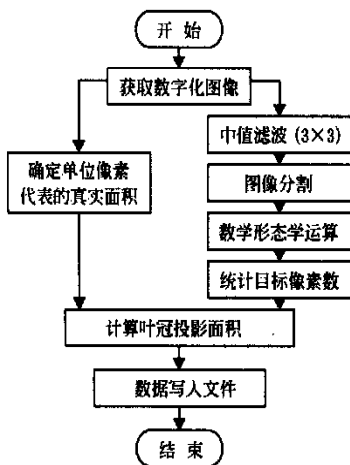 开 始
获取数字化图像
中值滤波 (3×3)
确定单位像素
代表的真实面积
图像分割
数学形态学运算
统计目标像素数
计算叶冠投影面积
数据写入文件
结 束